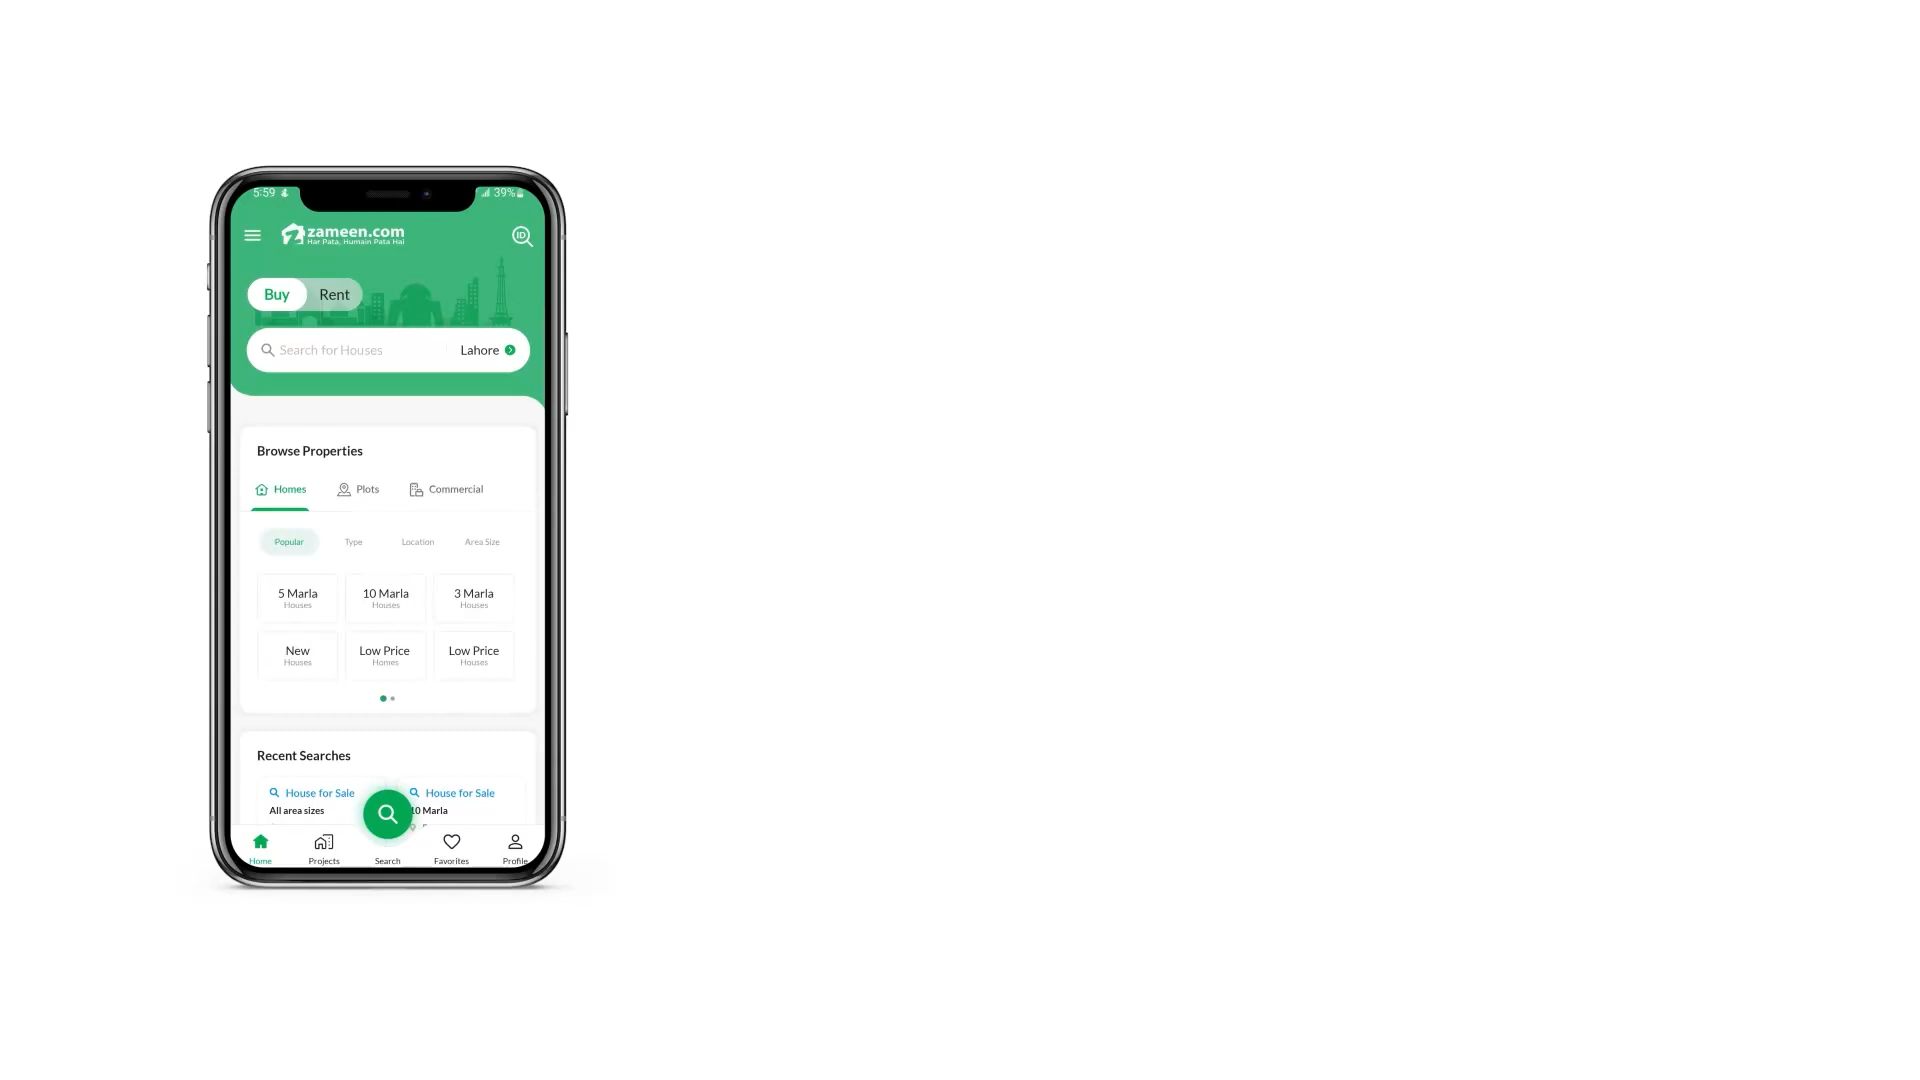 5:59
39%
zameen.com
Har Pata, Humain Pata Hai
ID
Buy Rent
Search for Houses Lahore
Browse Properties
Homes Plots Commercial
Popular Type Location Area Size
5 Marla 10 Marla 3 Marla
Houses Houses Houses
New Low Price Low Price
Houses Homes Houses
Recent Searches
House for Sale House for Sale
All area sizes 10 Marla
Home Projects Search Favorites Profile